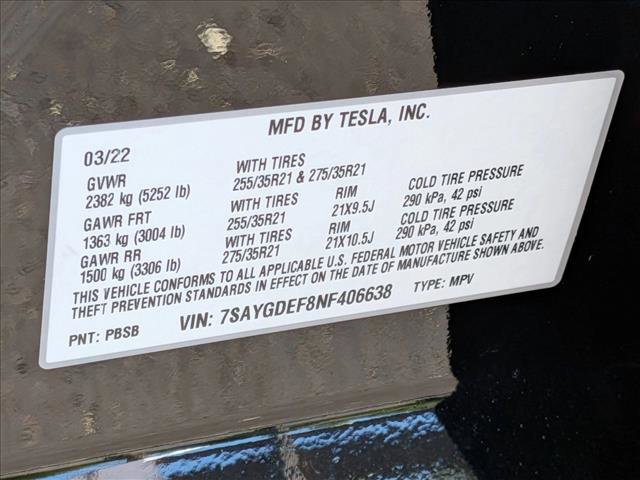 MFD BY TESLA, INC.
03/22
GVWR WITH TIRES
2382 kg (5252 lb) 255/35R21 & 275/35R21
GAWR FRT WITH TIRES RIM COLD TIRE PRESSURE
1363 kg (3004 lb) 255/35R21 21X9.5J 290 kPa, 42 psi
GAWR RR WITH TIRES RIM COLD TIRE PRESSURE
1500 kg (3306 lb) 275/35R21 21X10.5J 290 kPa, 42 psi
THIS VEHICLE CONFORMS TO ALL APPLICABLE U.S. FEDERAL MOTOR VEHICLE SAFETY AND
THEFT PREVENTION STANDARDS IN EFFECT ON THE DATE OF MANUFACTURE SHOWN ABOVE.
PNT: PBSB VIN: 7SAYGDEF8NF406638 TYPE: MPV